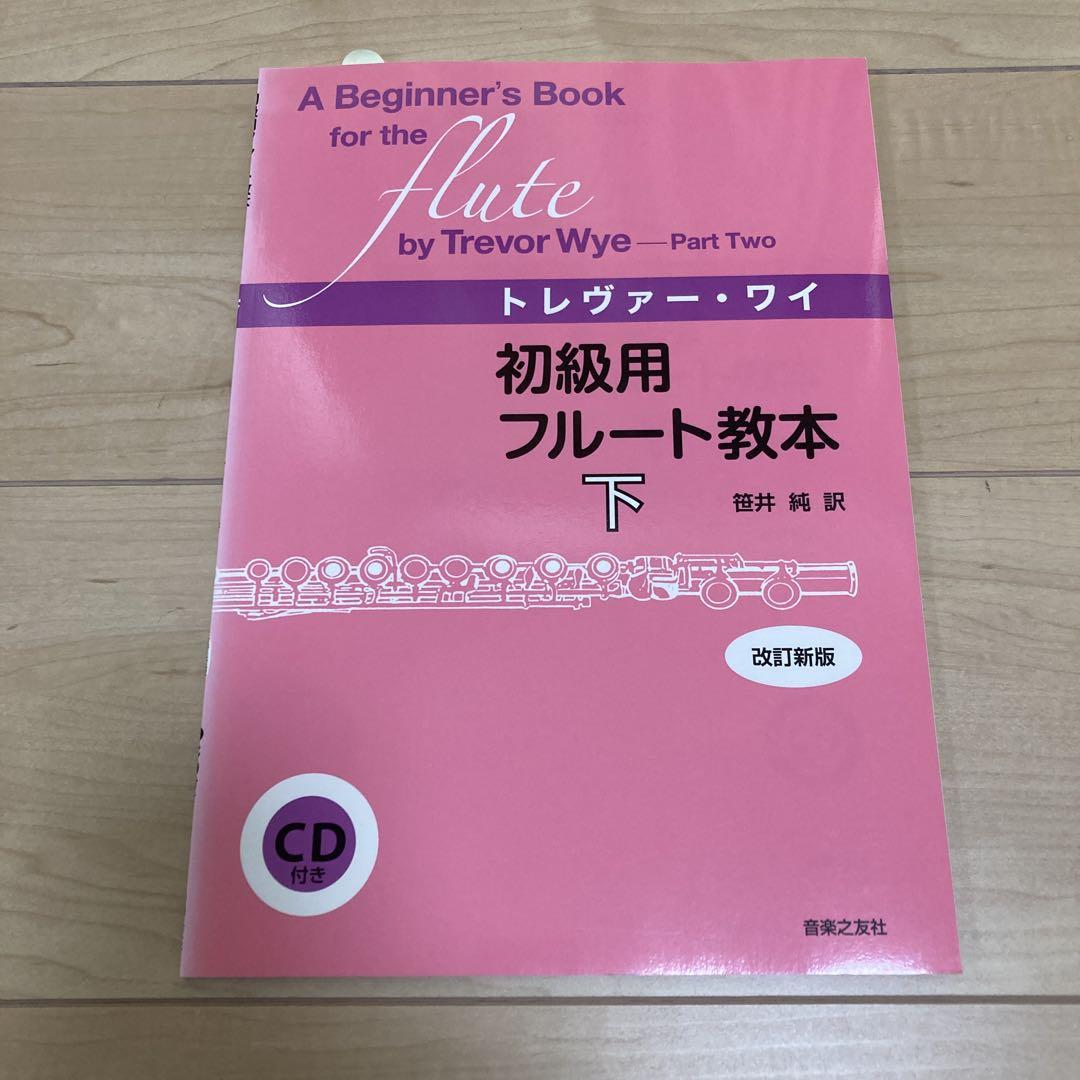 A Beginner's Book
for the
flute
by Trevor Wye—Part Two
トレヴァー・ワイ
初級用
フルート教本
下
笹井 純 訳
改訂新版
CD
付き
音楽之友社